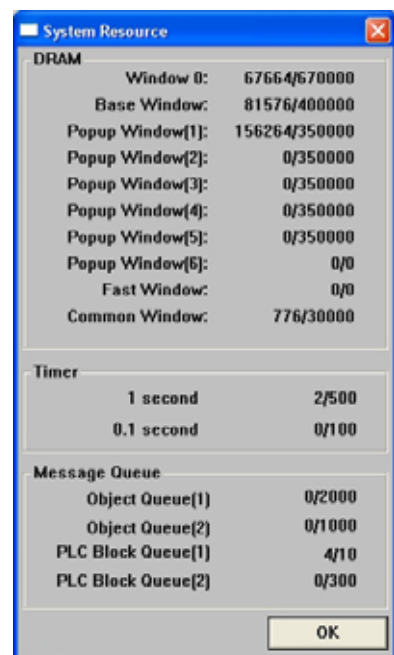 System Resource
DRAM
Window 0: 67664/670000
Base Window: 81576/400000
Popup Window(1): 156264/350000
Popup Window(2): 0/350000
Popup Window(3): 0/350000
Popup Window(4): 0/350000
Popup Window(5): 0/350000
Popup Window(6): 0/0
Fast Window: 0/0
Common Window: 776/30000
Timer
1 second 2/500
0.1 second 0/100
Message Queue
Object Queue(1) 0/2000
Object Queue(2) 0/1000
PLC Block Queue(1) 4/10
PLC Block Queue(2) 0/300
OK